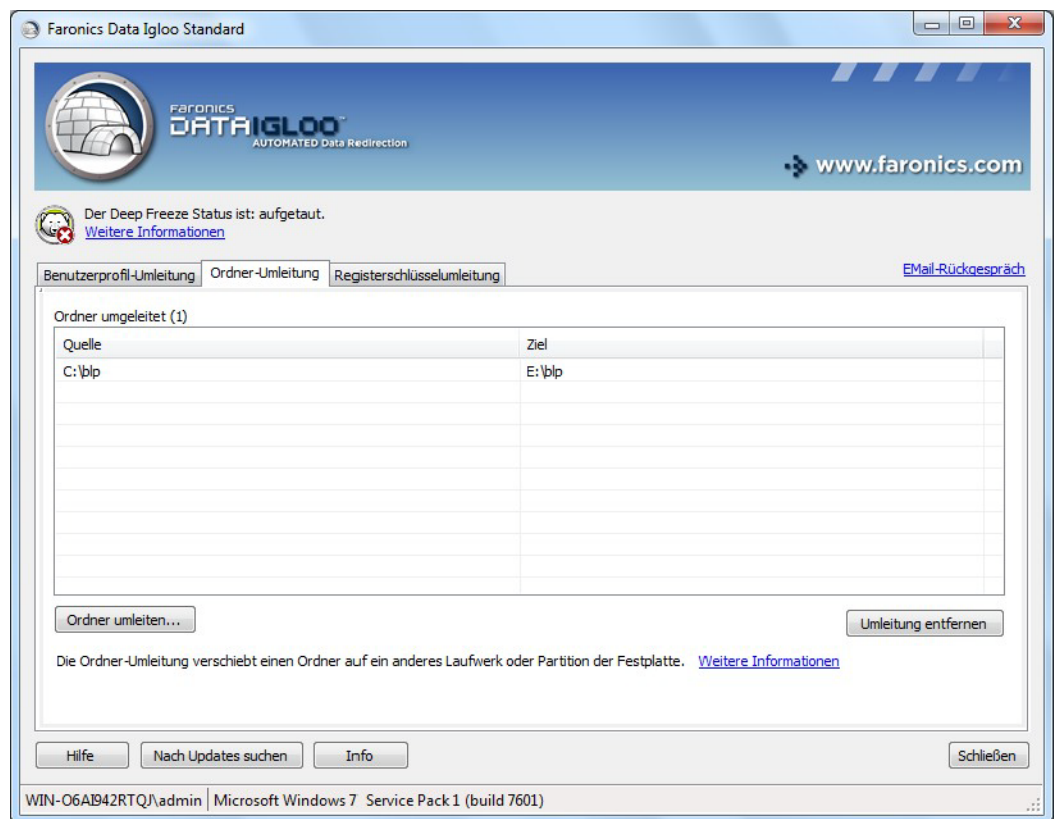 Faronics Data Igloo Standard
FARONICS
DATAIGLOO™
AUTOMATED Data Redirection
www.faronics.com
Der Deep Freeze Status ist: aufgetaut.
Weitere Informationen
Benutzerprofil-Umleitung Ordner-Umleitung Registerschlüsselumleitung EMail-Rückgespräch
Ordner umgeleitet (1)
Quelle Ziel
C:\blp E:\blp
Ordner umleiten... Umleitung entfernen
Die Ordner-Umleitung verschiebt einen Ordner auf ein anderes Laufwerk oder Partition der Festplatte. Weitere Informationen
Hilfe Nach Updates suchen Info Schließen
WIN-O6AI942RTQJ\admin Microsoft Windows 7 Service Pack 1 (build 7601)